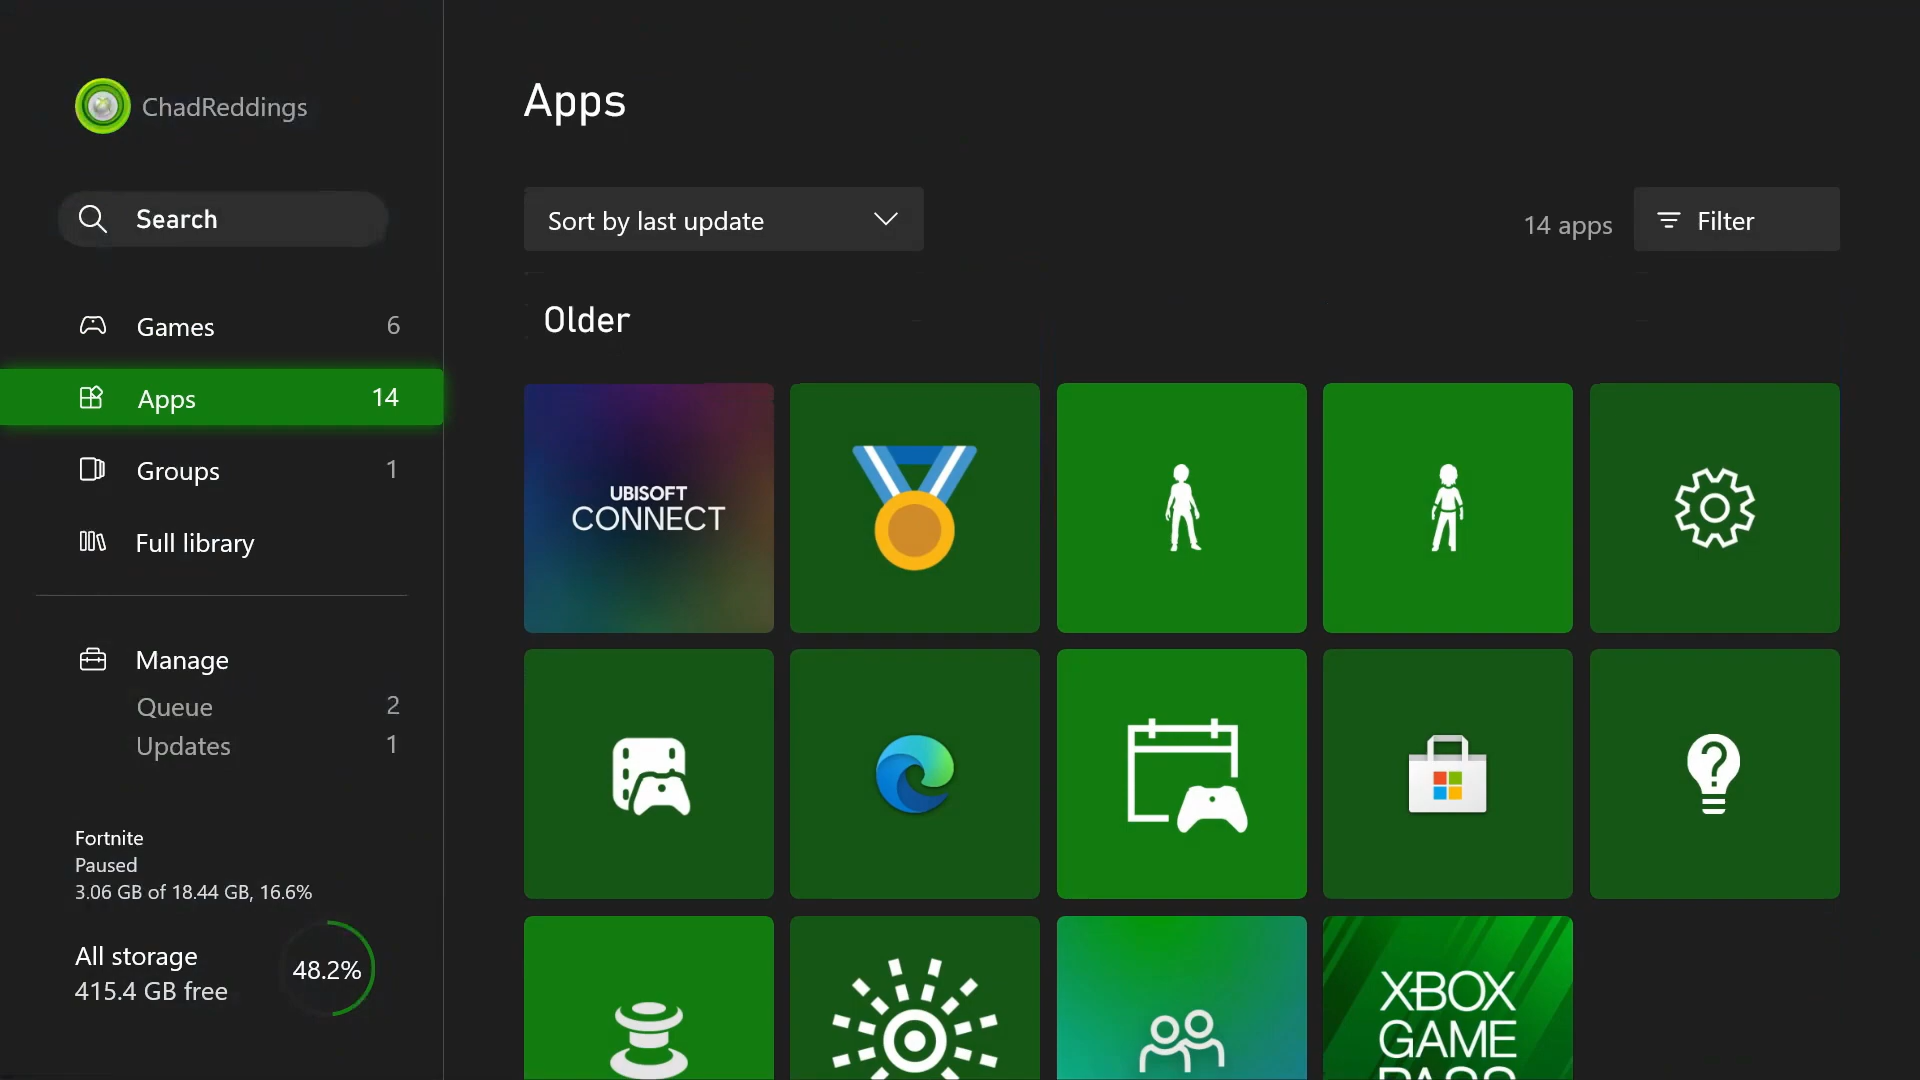 ChadReddings
Search
Games 6
Apps 14
Groups 1
Full library
Manage
Queue 2
Updates 1
Fortnite
Paused
3.06 GB of 18.44 GB, 16.6%
All storage
415.4 GB free
48.2%
Apps
Sort by last update
14 apps
Filter
Older
UBISOFT
CONNECT
XBOX
GAME
PASS